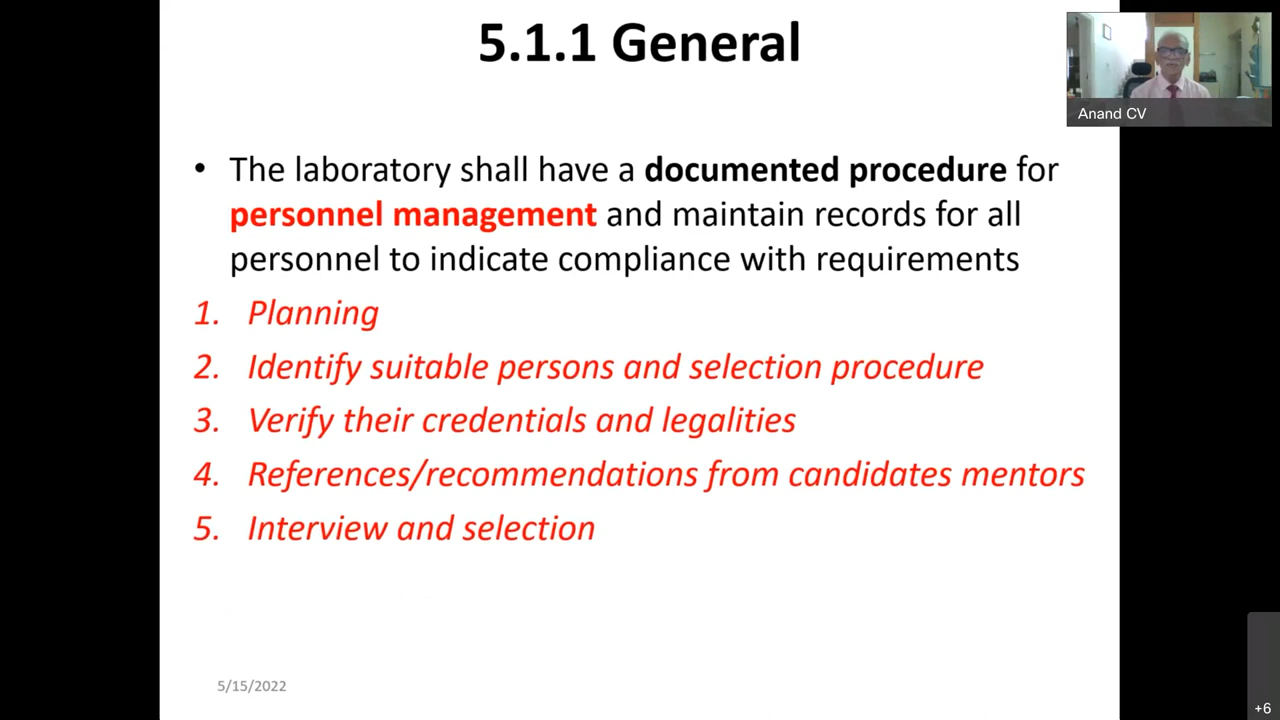 5.1.1 General
Anand CV
• The laboratory shall have a documented procedure for
personnel management and maintain records for all
personnel to indicate compliance with requirements
1. Planning
2. Identify suitable persons and selection procedure
3. Verify their credentials and legalities
4. References/recommendations from candidates mentors
5. Interview and selection
5/15/2022
+6